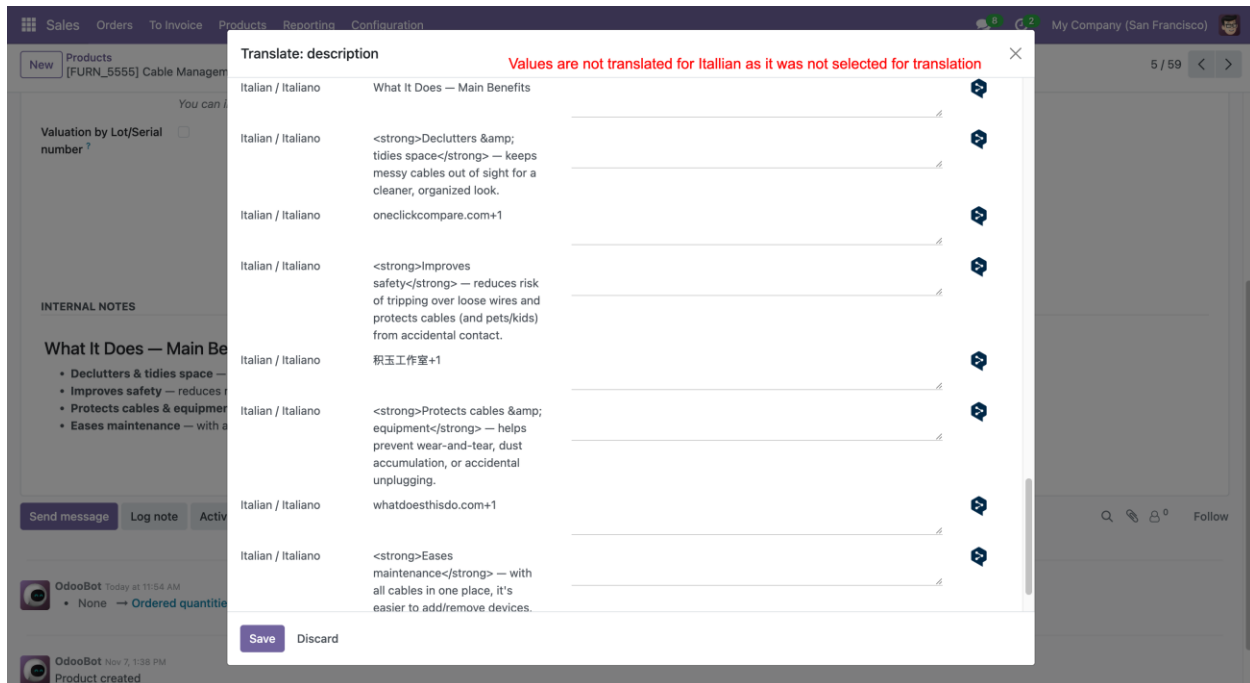 Sales Orders To Invoice Products Reporting Configuration 8 2 My Company (San Francisco)
New Products
[FURN_5555] Cable Managem
5 / 59
Translate: description
Values are not translated for Itallian as it was not selected for translation
You can i
Valuation by Lot/Serial
number ?
INTERNAL NOTES
What It Does — Main Be
• Declutters & tidies space —
• Improves safety — reduces r
• Protects cables & equipmer
• Eases maintenance — with a
Italian / Italiano What It Does — Main Benefits
Italian / Italiano <strong>Declutters &amp;
tidies space</strong> — keeps
messy cables out of sight for a
cleaner, organized look.
Italian / Italiano oneclickcompare.com+1
Italian / Italiano <strong>Improves
safety</strong> — reduces risk
of tripping over loose wires and
protects cables (and pets/kids)
from accidental contact.
Italian / Italiano 积玉工作室+1
Italian / Italiano <strong>Protects cables &amp;
equipment</strong> — helps
prevent wear-and-tear, dust
accumulation, or accidental
unplugging.
Italian / Italiano whatdoesthisdo.com+1
Italian / Italiano <strong>Eases
maintenance</strong> — with
all cables in one place, it's
easier to add/remove devices,
Save Discard
Send message Log note Activ
0 Follow
OdooBot Today at 11:54 AM
• None → Ordered quantitie
OdooBot Nov 7, 1:38 PM
Product created